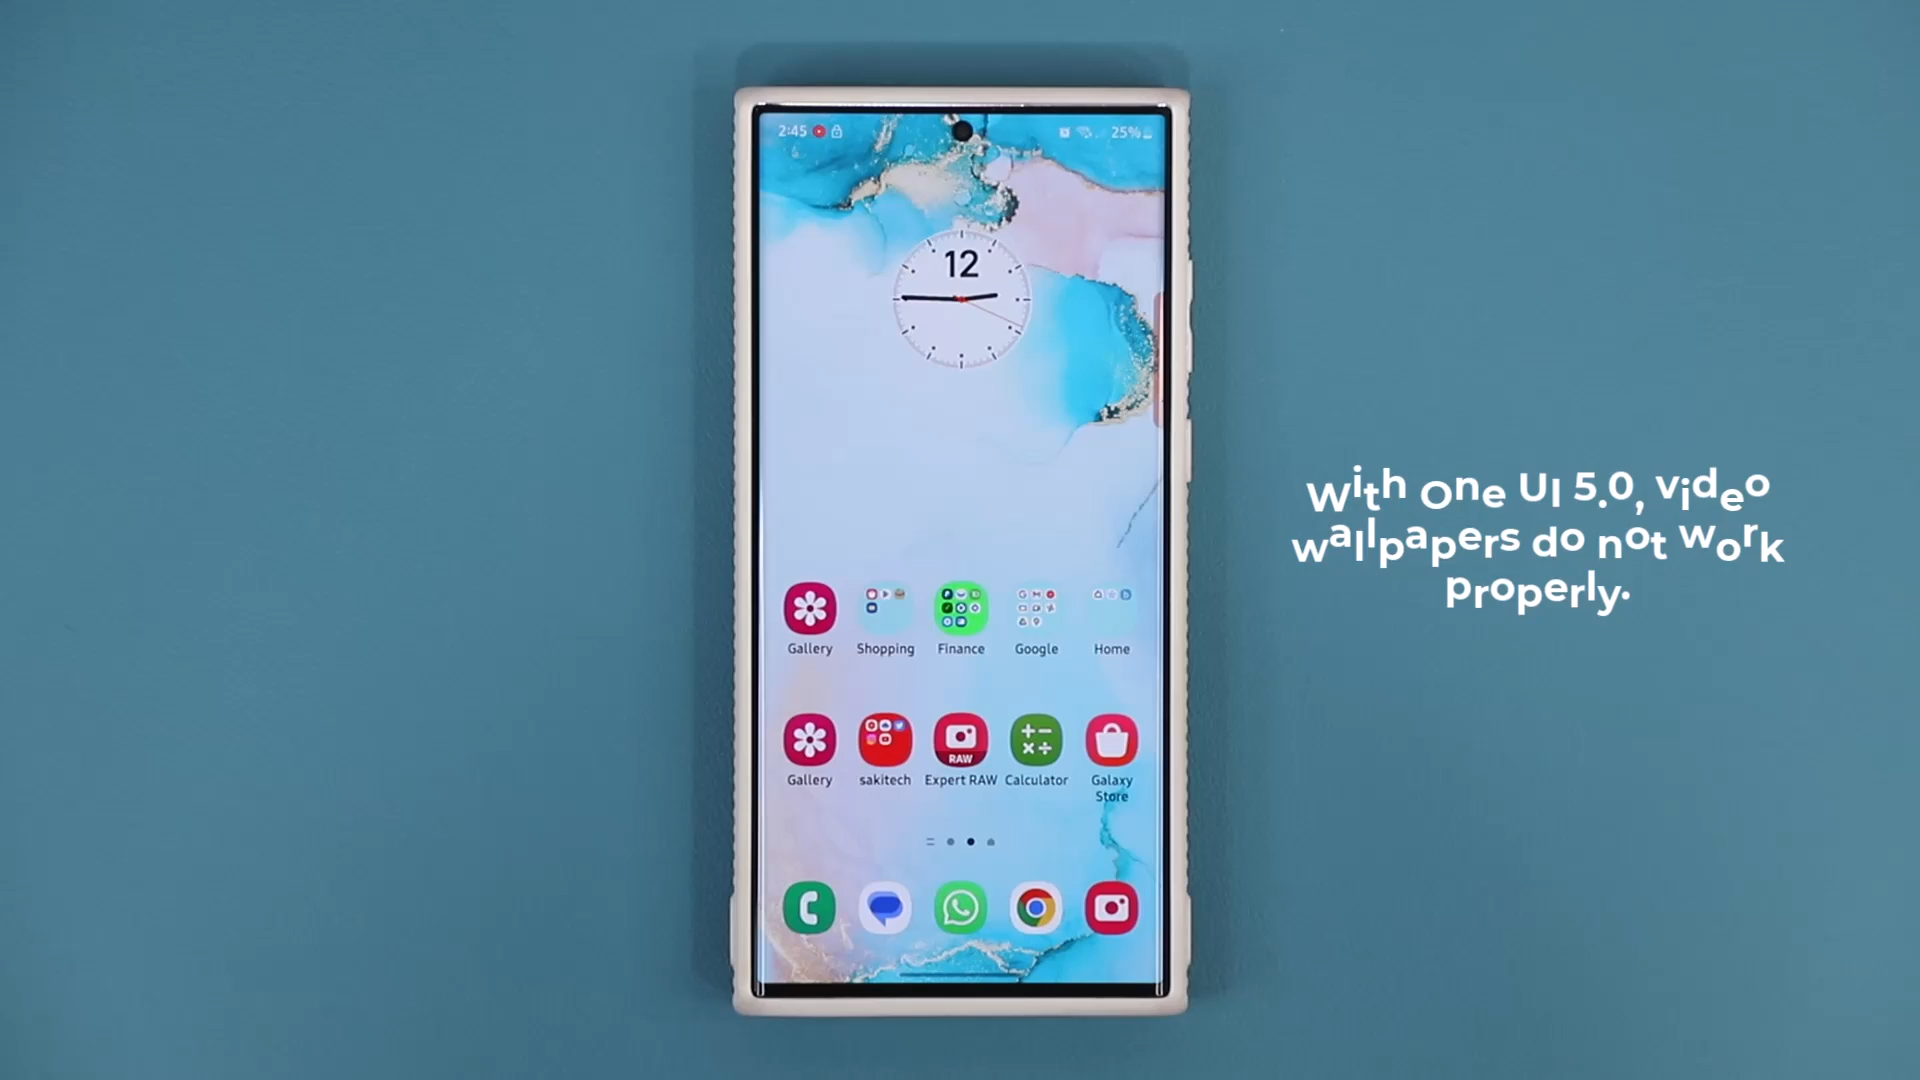 2:45
25%
12
Gallery Shopping Finance Google Home
RAW
Gallery sakitech Expert RAW Calculator Galaxy
Store
With One UI 5.0, video
wallpapers do not work
properly.